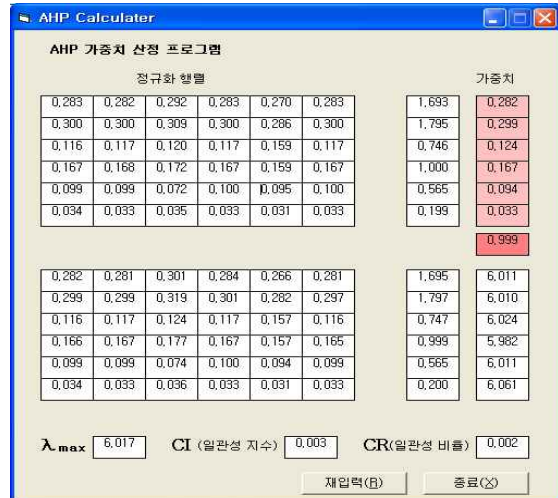 AHP Calculater
AHP 가중치 산정 프로그램
정규화 행렬 가중치
0,283 0,282 0,292 0,283 0,270 0,283 1,693 0,282
0,300 0,300 0,309 0,300 0,286 0,300 1,795 0,299
0,116 0,117 0,120 0,117 0,159 0,117 0,746 0,124
0,167 0,168 0,172 0,167 0,159 0,167 1,000 0,167
0,099 0,099 0,072 0,100 0,095 0,100 0,565 0,094
0,034 0,033 0,035 0,033 0,031 0,033 0,199 0,033
0,999
0,282 0,281 0,301 0,284 0,266 0,281 1,695 6,011
0,299 0,299 0,319 0,301 0,282 0,297 1,797 6,010
0,116 0,117 0,124 0,117 0,157 0,116 0,747 6,024
0,166 0,167 0,177 0,167 0,157 0,165 0,999 5,982
0,099 0,099 0,074 0,100 0,094 0,099 0,565 6,011
0,034 0,033 0,036 0,033 0,031 0,033 0,200 6,061
λ max 6,017 CI (일관성 지수) 0,003 CR(일관성 비율) 0,002
재입력(R) 종료(X)